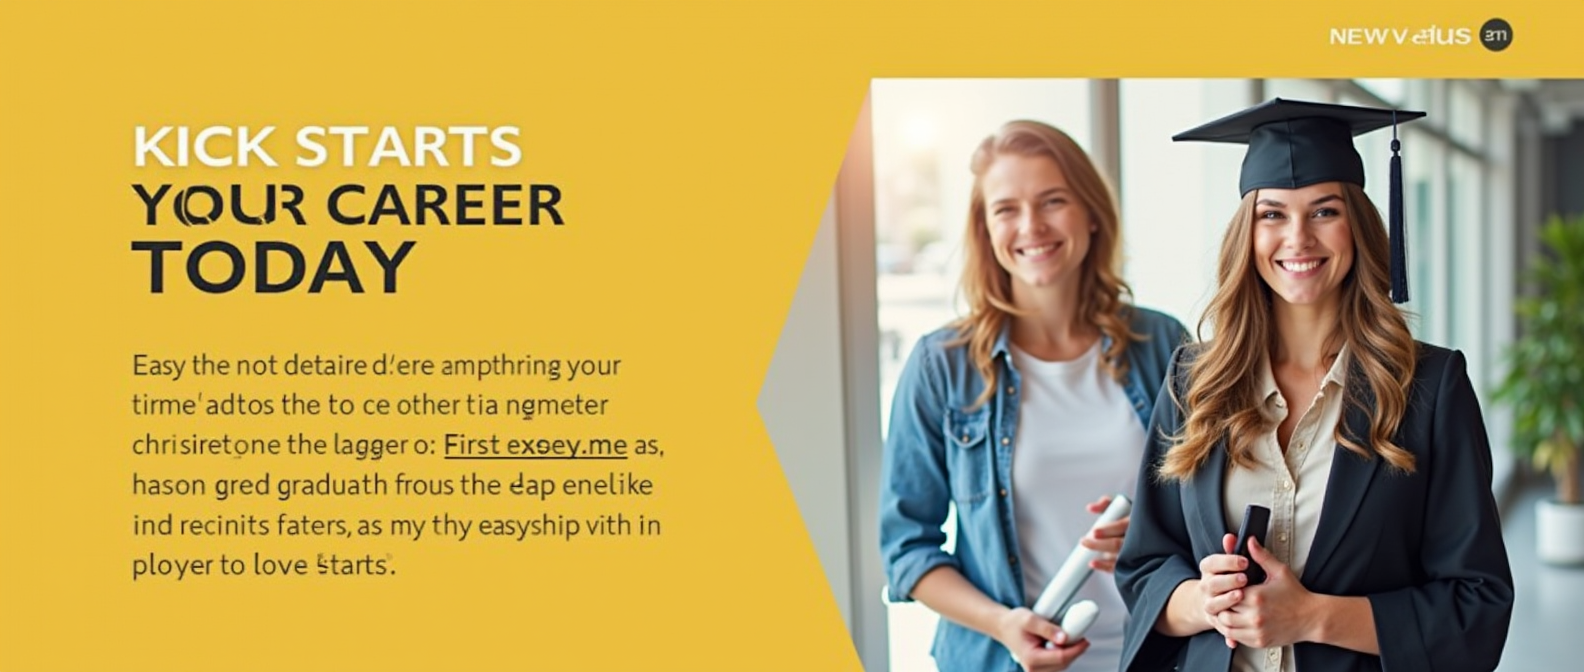 KICK STARTS
YOUR CAREER
TODAY
Easy the not detaire d'ere ampthring your
tirme' adtos the to ce other tia ngmeter
chrisiretone the lagger o: First exsey.me as,
hason gred graduath frous the dap enelike
ind recinits faters, as my thy easyship vith in
ployer to love starts'.